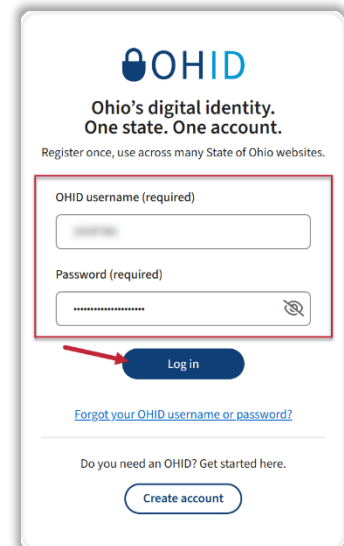 OHID
Ohio's digital identity.
One state. One account.
Register once, use across many State of Ohio websites.
OHID username (required)
Password (required)
Log in
Forgot your OHID username or password?
Do you need an OHID? Get started here.
Create account